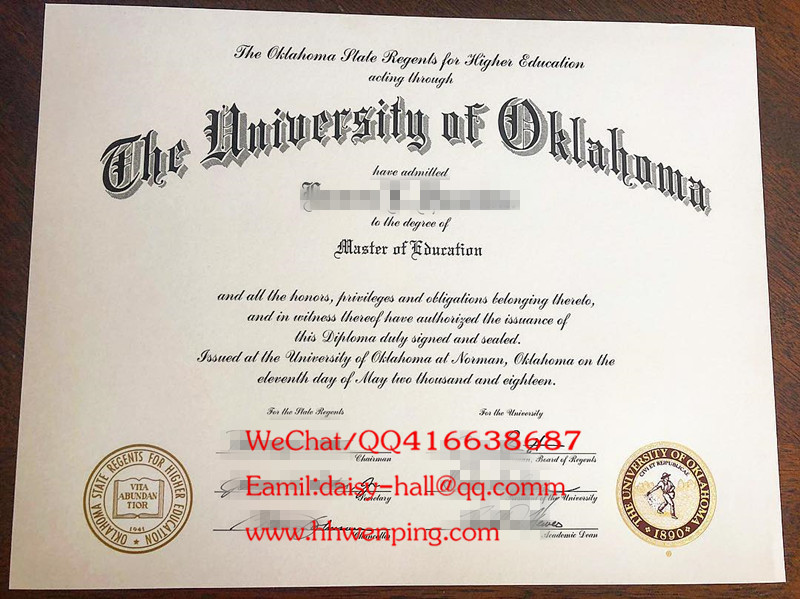 The Oklahoma State Regents for Higher Education
acting through
The University of Oklahoma
have admitted
to the degree of
Master of Education
and all the honors, privileges and obligations belonging thereto,
and in witness thereof have authorized the issuance of
this Diploma duly signed and sealed.
Issued at the University of Oklahoma at Norman, Oklahoma on the
eleventh day of May two thousand and eighteen.
For the State Regents
For the University
WeChat/QQ416638687
Chairman
Board of Regents
Eamil:daisy-hall@qq.comm
Secretary
University
www.hhwenping.com
Chancellor
Academic Dean
OKLAHOMA STATE REGENTS FOR HIGHER EDUCATION
VITA
ABUNDAN
TIOR
1941
THE UNIVERSITY OF OKLAHOMA
CIVI ET REIPUBLICAE
1890